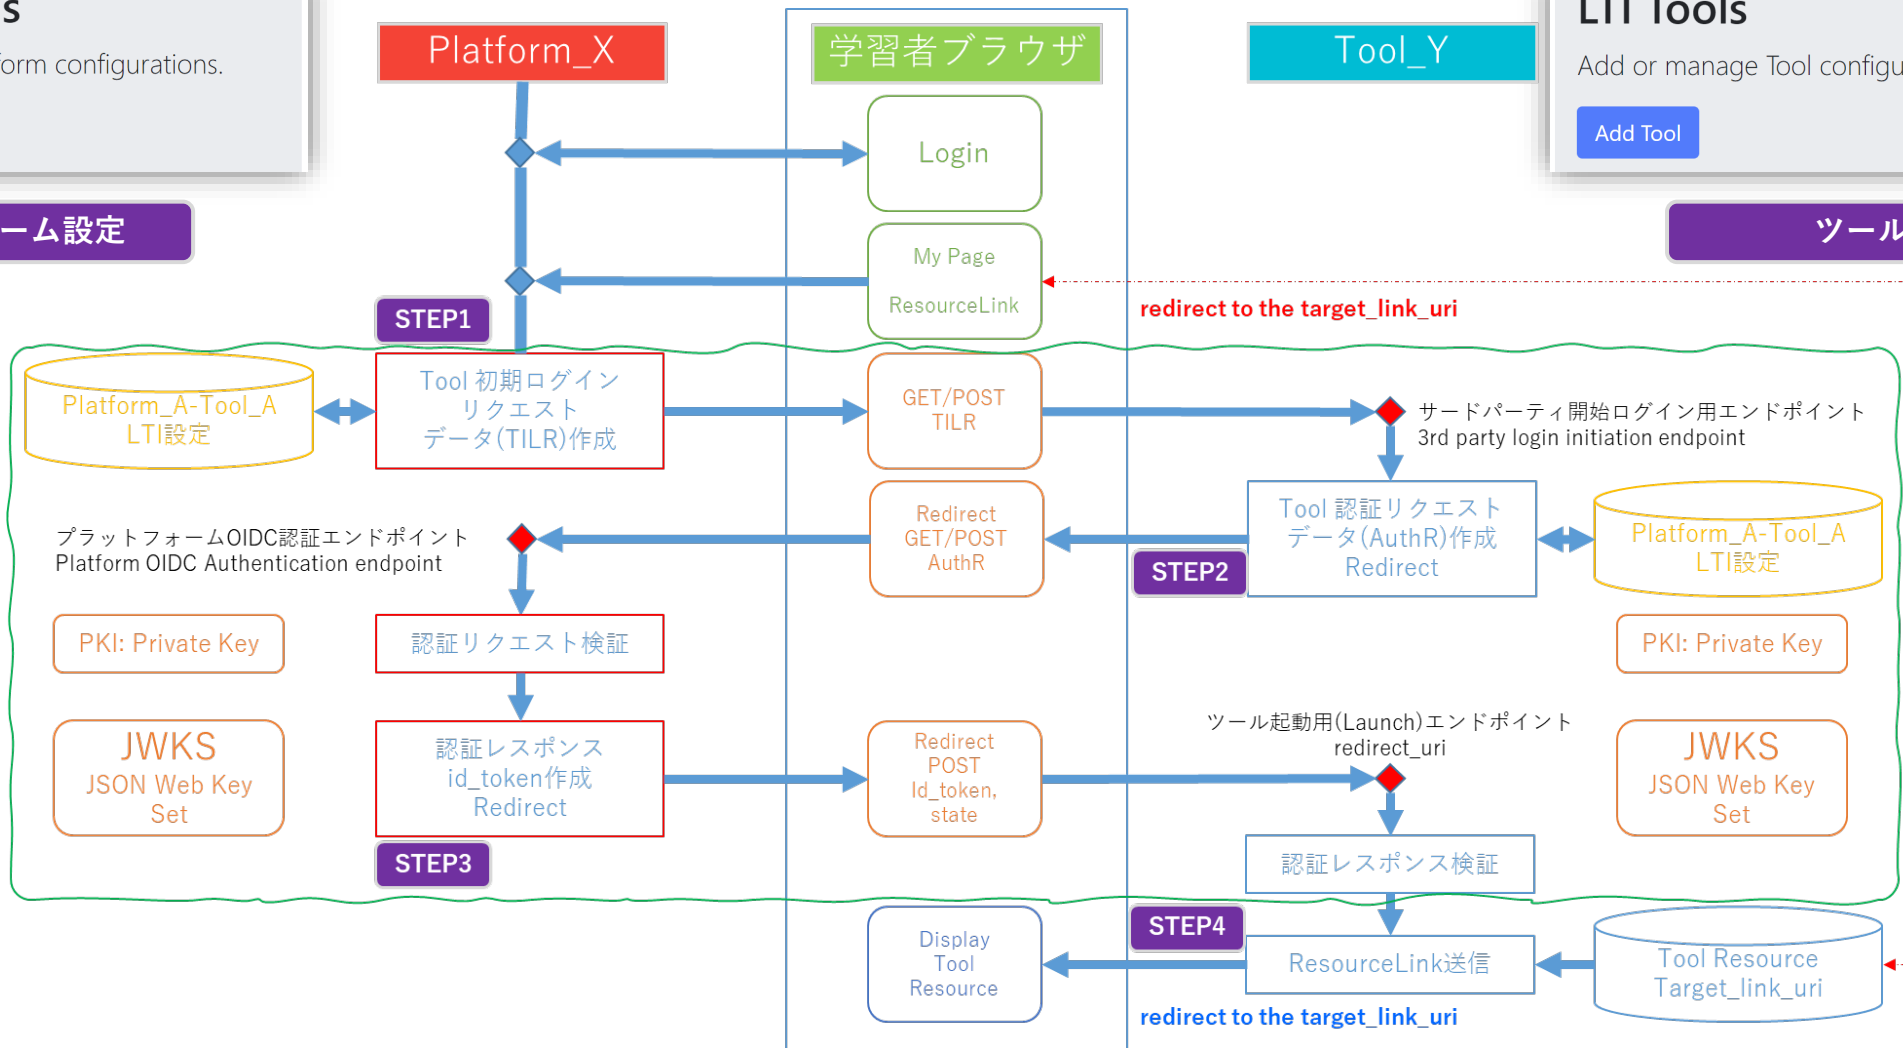 s
orm configurations.
ーム設定
Platform_X
学習者ブラウザ
Tool_Y
LTI Tools
Add or manage Tool configu
Add Tool
ツール
Login
My Page
ResourceLink
redirect to the target_link_uri
STEP1
Platform_A-Tool_A
LTI設定
Tool 初期ログイン
リクエスト
データ(TILR)作成
GET/POST
TILR
サードパーティ開始ログイン用エンドポイント
3rd party login initiation endpoint
プラットフォームOIDC認証エンドポイント
Platform OIDC Authentication endpoint
Redirect
GET/POST
AuthR
STEP2
Tool 認証リクエスト
データ(AuthR)作成
Redirect
Platform_A-Tool_A
LTI設定
PKI: Private Key
認証リクエスト検証
PKI: Private Key
JWKS
JSON Web Key
Set
認証レスポンス
id_token作成
Redirect
STEP3
Redirect
POST
Id_token,
state
ツール起動用(Launch)エンドポイント
redirect_uri
JWKS
JSON Web Key
Set
認証レスポンス検証
Display
Tool
Resource
STEP4
ResourceLink送信
Tool Resource
Target_link_uri
redirect to the target_link_uri